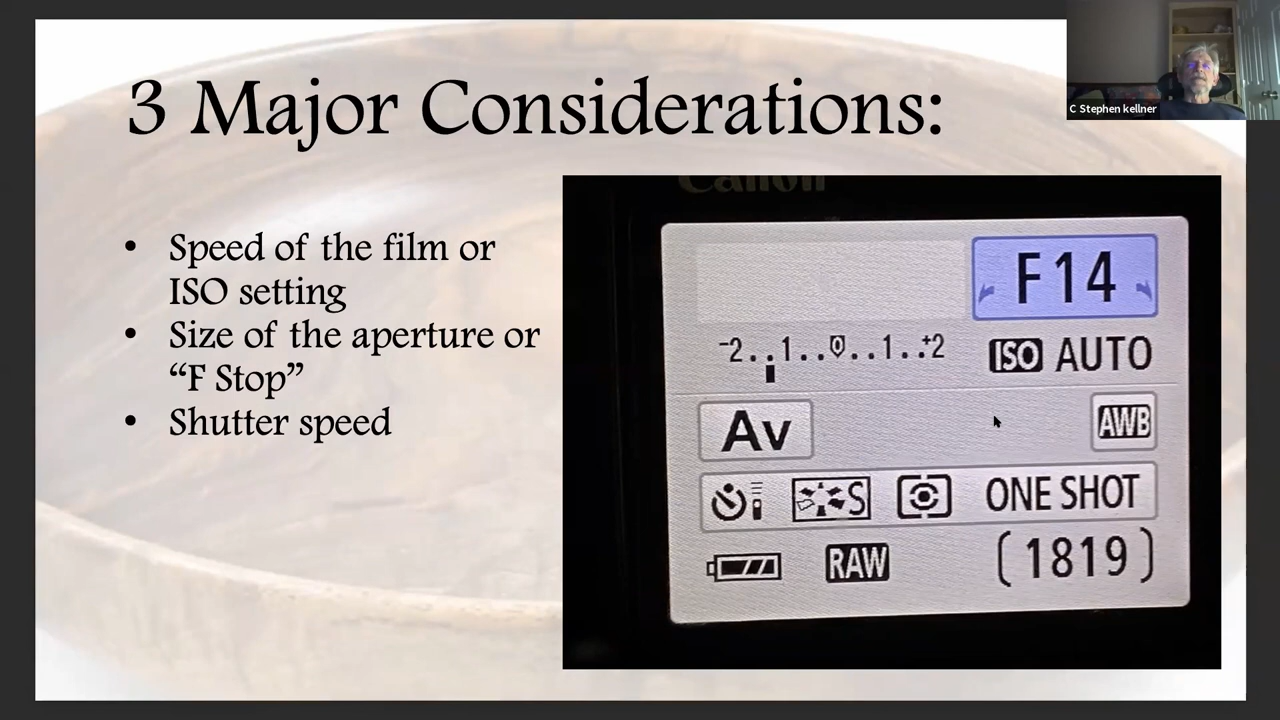 3 Major Considerations:
C Stephen kellner
• Speed of the film or
ISO setting
• Size of the aperture or
“F Stop”
• Shutter speed
Canon
F14
-2..1..0..1..+2
ISO AUTO
Av
AWB
S
ONE SHOT
RAW
(1819)